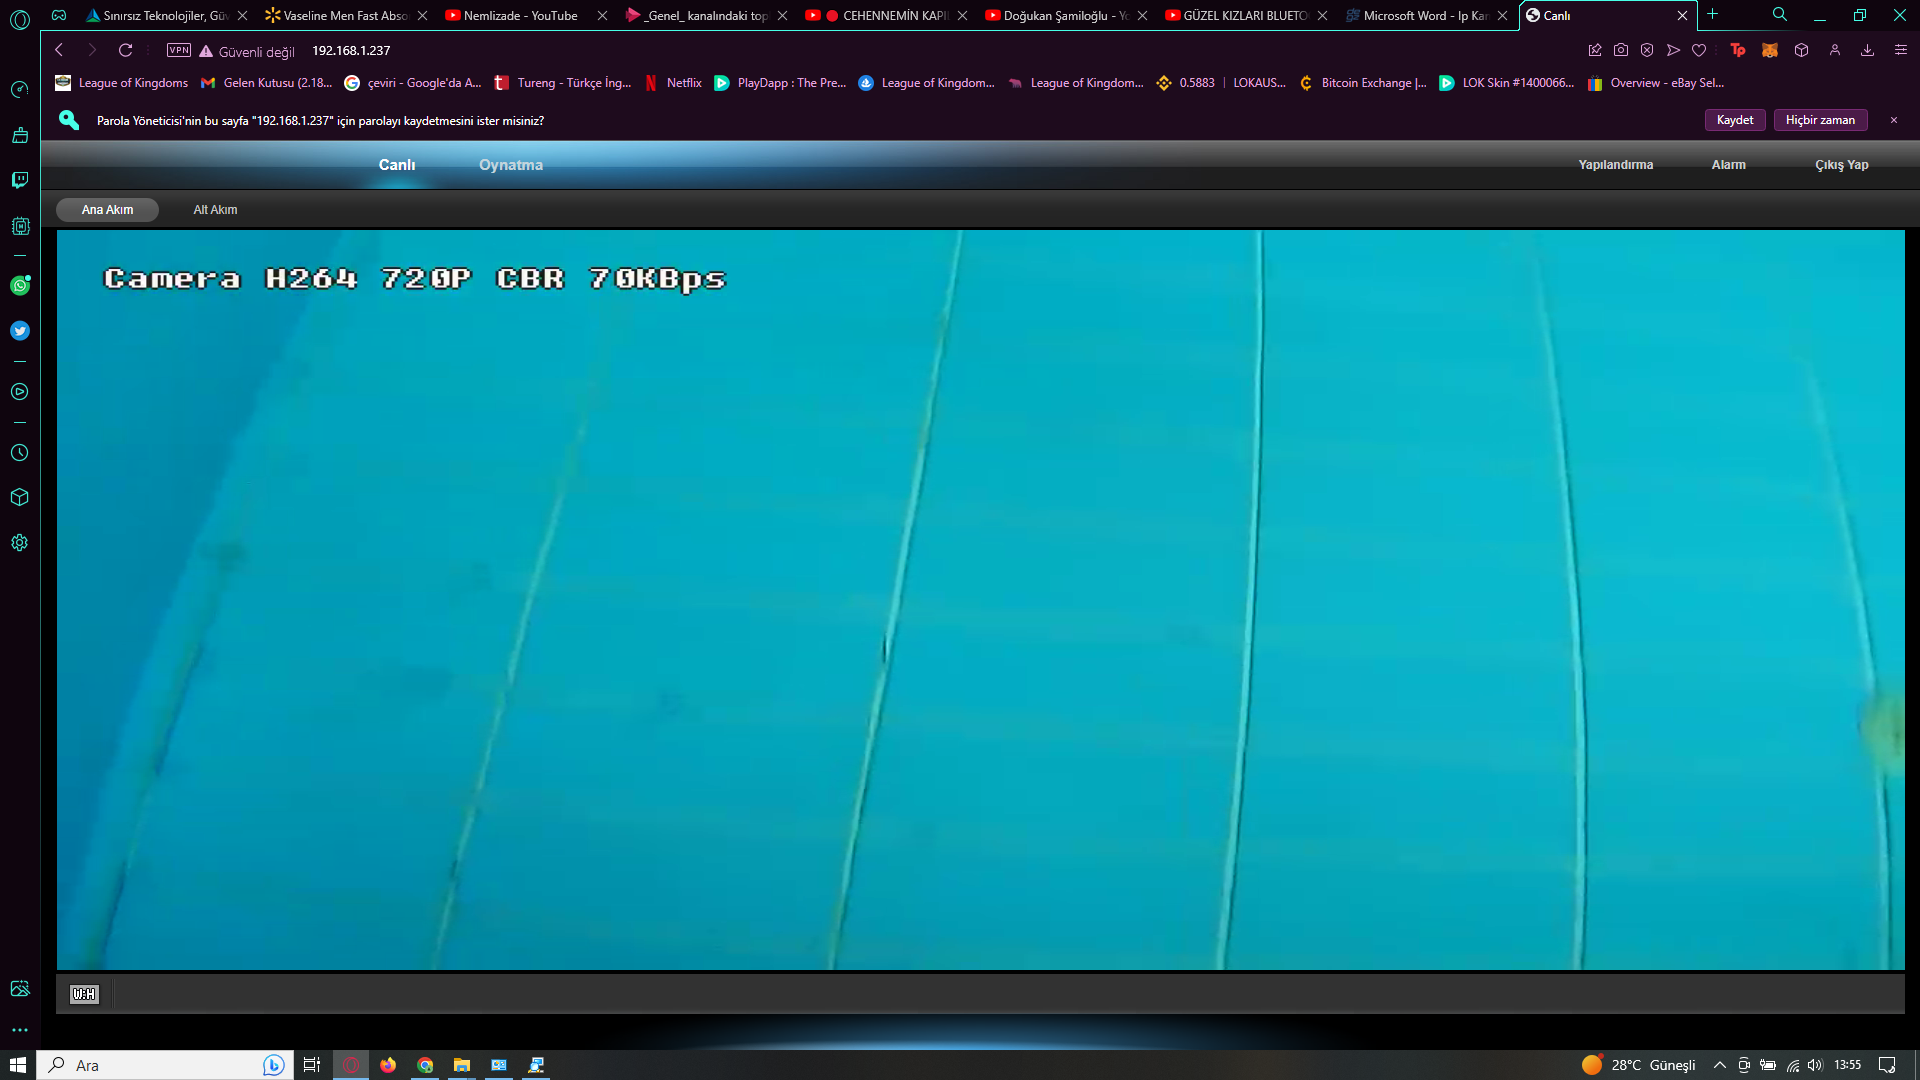 Sınırsız Teknolojiler, Gü
Vaseline Men Fast Abso
Nemlizade - YouTube
_Genel_ kanalındaki top
CEHENNEMİN KAPI
Doğukan Şamiloğlu - Yo
GÜZEL KIZLARI BLUETO
Microsoft Word - Ip Ka
Canlı
VPN
Güvenli değil
192.168.1.237
Tp
League of Kingdoms
Gelen Kutusu (2.18...
çeviri - Google'da A...
Tureng - Türkçe İng...
Netflix
PlayDapp : The Pre...
League of Kingdom...
League of Kingdom...
0.5883 | LOKAUS...
Bitcoin Exchange |...
LOK Skin #1400066...
Overview - eBay Sel...
Parola Yöneticisi'nin bu sayfa "192.168.1.237" için parolayı kaydetmesini ister misiniz?
Kaydet
Hiçbir zaman
Canlı
Oynatma
Yapılandırma
Alarm
Çıkış Yap
Ana Akım
Alt Akım
Camera H264 720P CBR 70KBps
W:H
Ara
28°C Güneşli
13:55